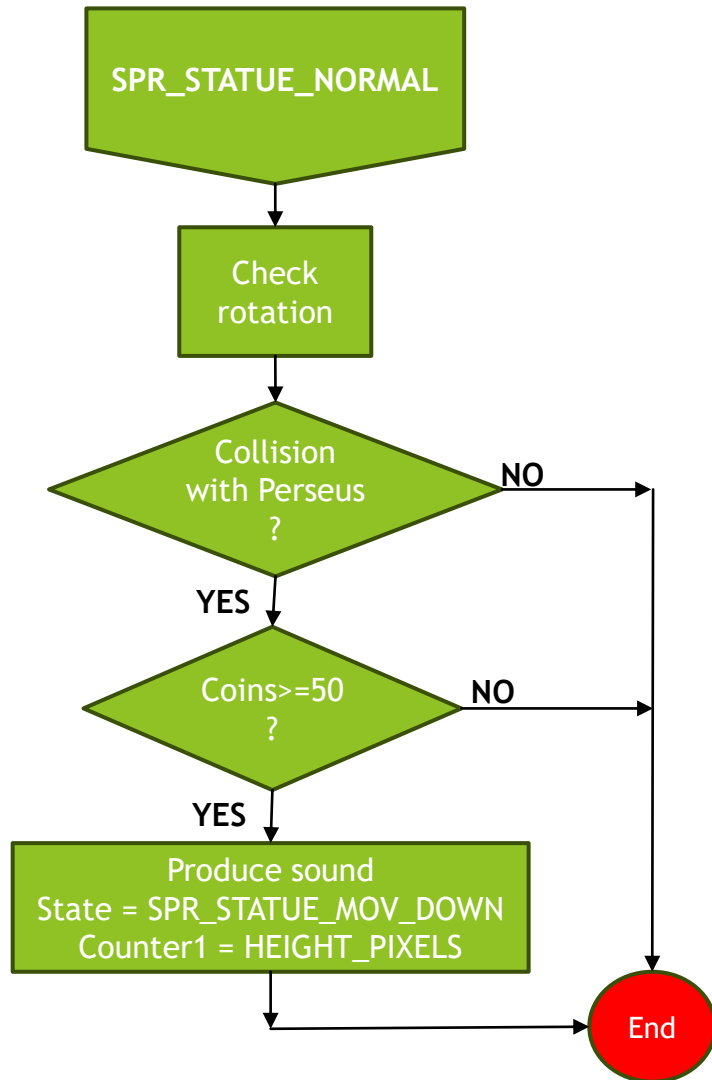 SPR_STATUE_NORMAL
Check
rotation
Collision
with Perseus
?
NO
YES
Coins>=50
?
NO
YES
Produce sound
State = SPR_STATUE_MOV_DOWN
Counter1 = HEIGHT_PIXELS
End